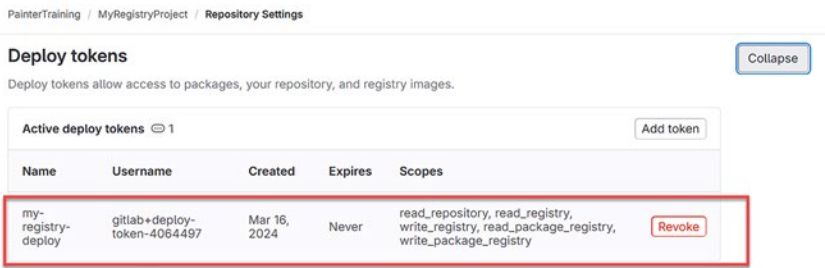 PainterTraining / MyRegistryProject / Repository Settings
Deploy tokens
Collapse
Deploy tokens allow access to packages, your repository, and registry images.
Active deploy tokens 1
Add token
Name Username Created Expires Scopes
my-
registry-
deploy
gitlab+deploy-
token-4064497
Mar 16,
2024
Never
read_repository, read_registry,
write_registry, read_package_registry,
write_package_registry
Revoke